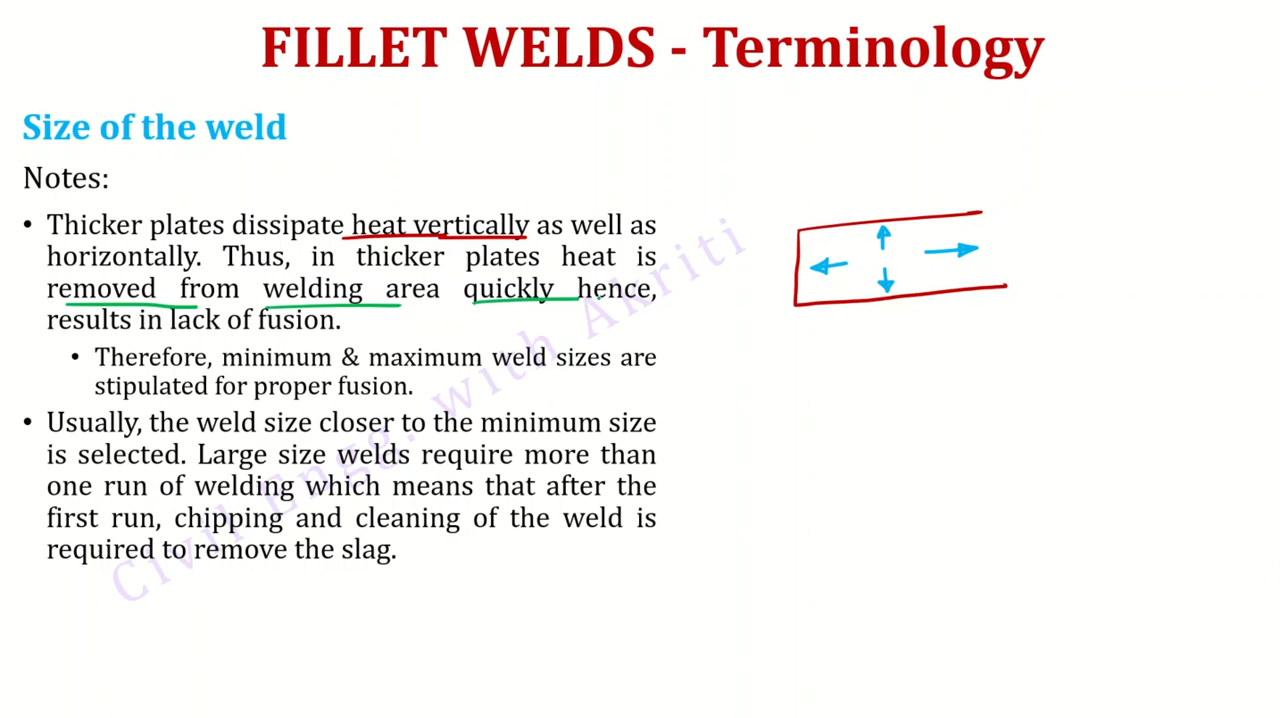 FILLET WELDS - Terminology
Size of the weld
Notes:
• Thicker plates dissipate heat vertically as well as
horizontally. Thus, in thicker plates heat is
removed from welding area quickly hence,
results in lack of fusion.
• Therefore, minimum & maximum weld sizes are
stipulated for proper fusion.
• Usually, the weld size closer to the minimum size
is selected. Large size welds require more than
one run of welding which means that after the
first run, chipping and cleaning of the weld is
required to remove the slag.
Civil Engg. with Akriti